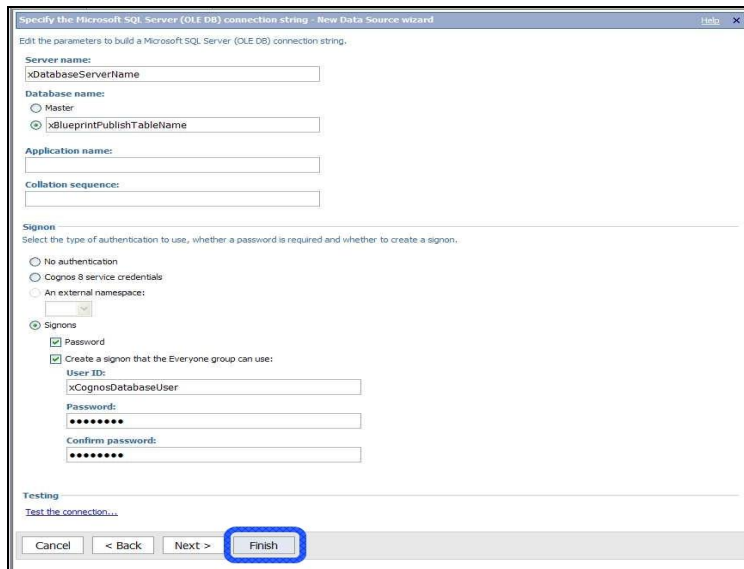 Specify the Microsoft SQL Server (OLE DB) connection string - New Data Source wizard Help
Edit the parameters to build a Microsoft SQL Server (OLE DB) connection string.
Server name:
xDatabaseServerName
Database name:
Master
xBlueprintPublishTableName
Application name:
Collation sequence:
Signon
Select the type of authentication to use, whether a password is required and whether to create a signon.
No authentication
Cognos 8 service credentials
An external namespace:
Signons
Password
Create a signon that the Everyone group can use:
User ID:
xCognosDatabaseUser
Password:
••••••••
Confirm password:
••••••••
Testing
Test the connection...
Cancel < Back Next > Finish